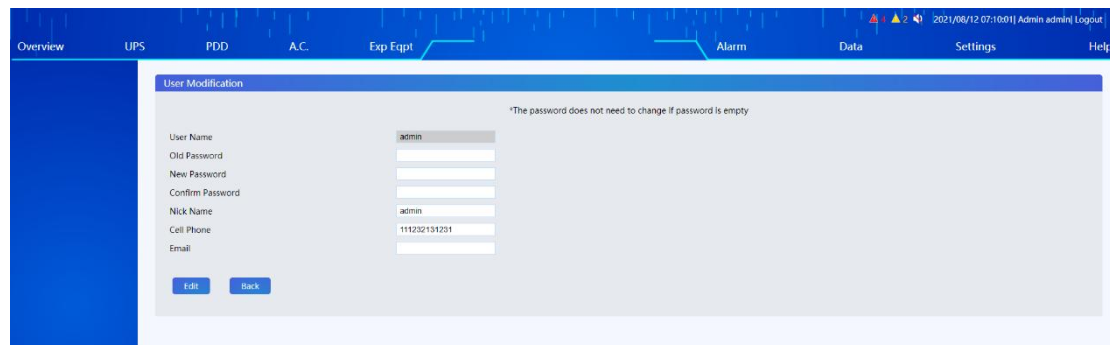 4 2 2021/08/12 07:10:01| Admin admin| Logout
Overview UPS PDD A.C. Exp Eqpt Alarm Data Settings Help
User Modification
*The password does not need to change if password is empty
User Name admin
Old Password
New Password
Confirm Password
Nick Name admin
Cell Phone 111232131231
Email
Edit Back